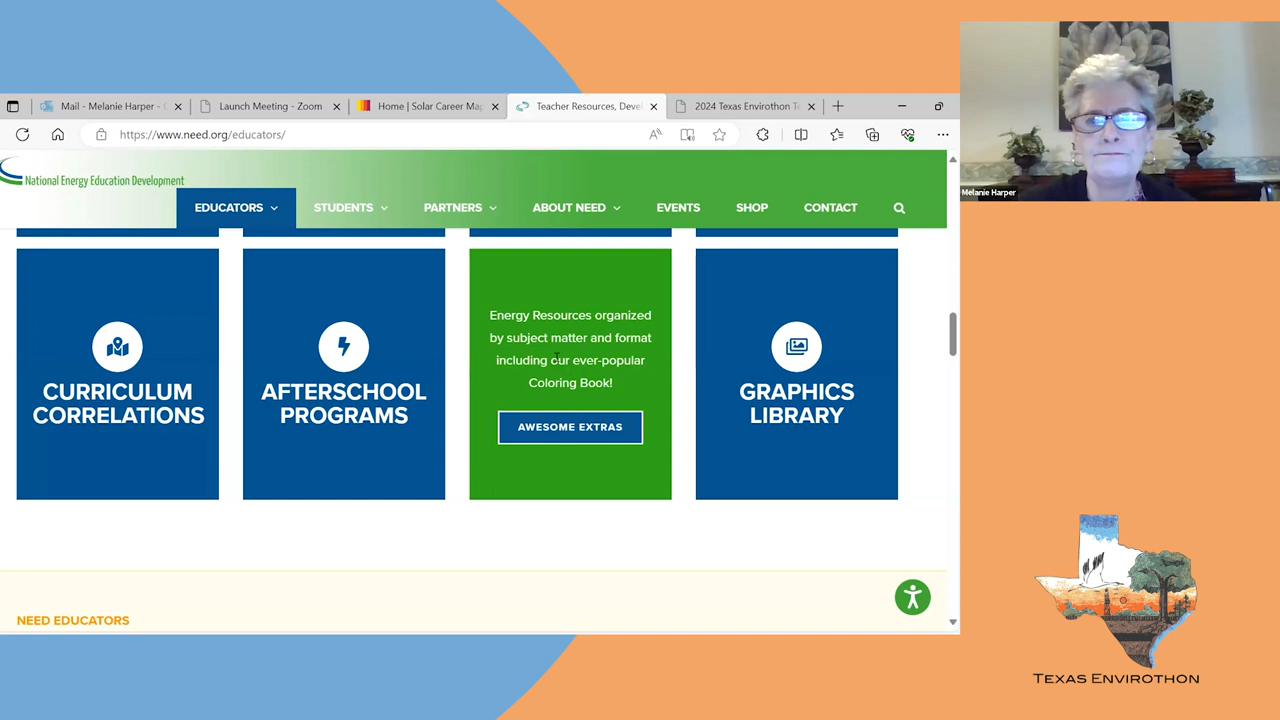 Mail - Melanie Harper -
Launch Meeting - Zoom
Home | Solar Career Ma
Teacher Resources, Deve
2024 Texas Envirothon T
https://www.need.org/educators/
National Energy Education Development
EDUCATORS
STUDENTS
PARTNERS
ABOUT NEED
EVENTS
SHOP
CONTACT
CURRICULUM
CORRELATIONS
AFTERSCHOOL
PROGRAMS
Energy Resources organized
by subject matter and format
including our ever-popular
Coloring Book!
AWESOME EXTRAS
GRAPHICS
LIBRARY
NEED EDUCATORS
Melanie Harper
TEXAS ENVIROTHON